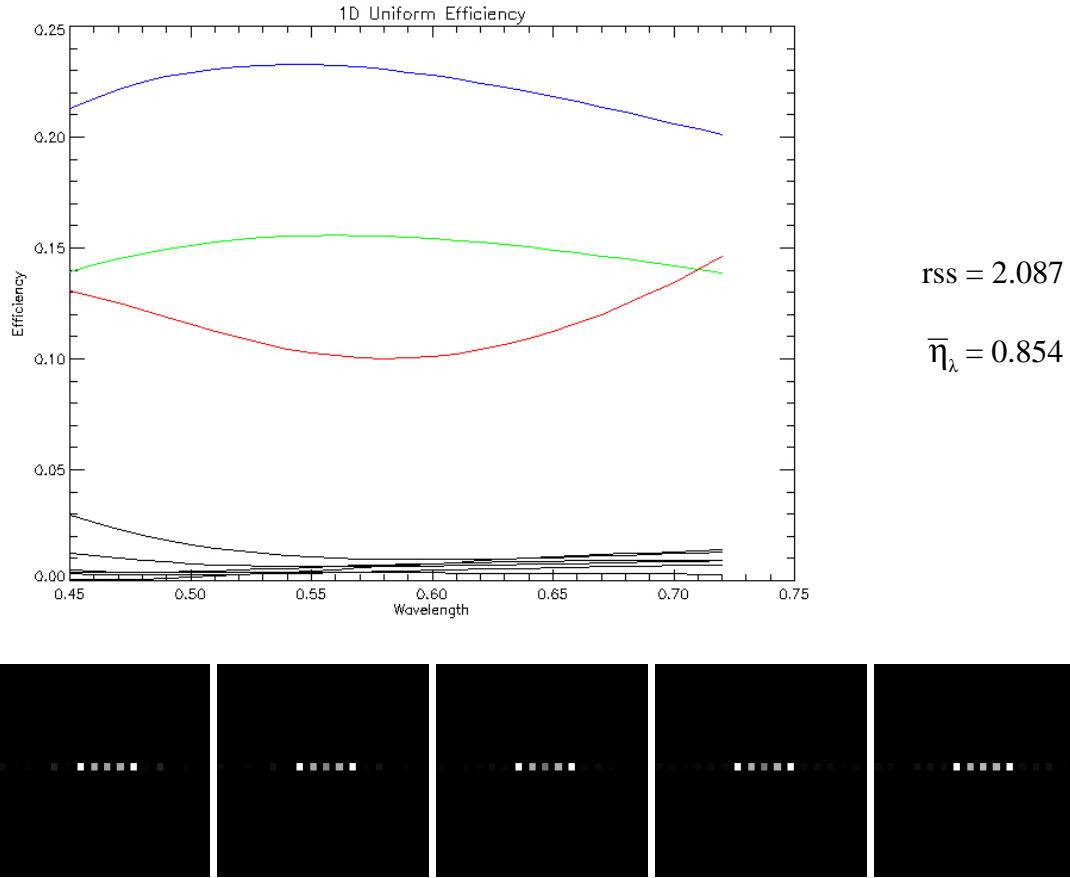 1D Uniform Efficiency
0.25
0.20
0.15
0.10
0.05
0.00
Efficiency
0.45 0.50 0.55 0.60 0.65 0.70 0.75
Wavelength
rss = 2.087
η̅λ = 0.854